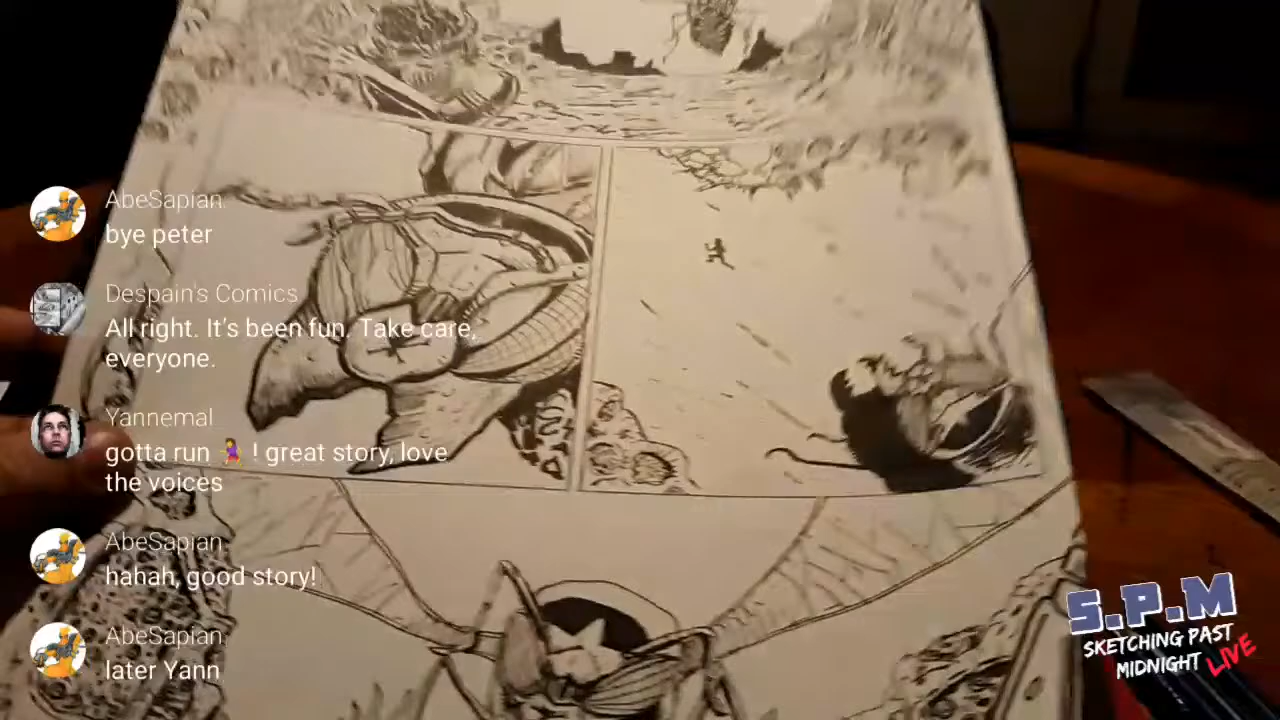 AbeSapian.
bye peter
Despain's Comics
All right. It's been fun. Take care,
everyone.
Yannemal
gotta run 🏃‍♀️ ! great story, love
the voices
AbeSapian.
hahah, good story!
AbeSapian.
later Yann
S.P.M
SKETCHING PAST
MIDNIGHT LIVE